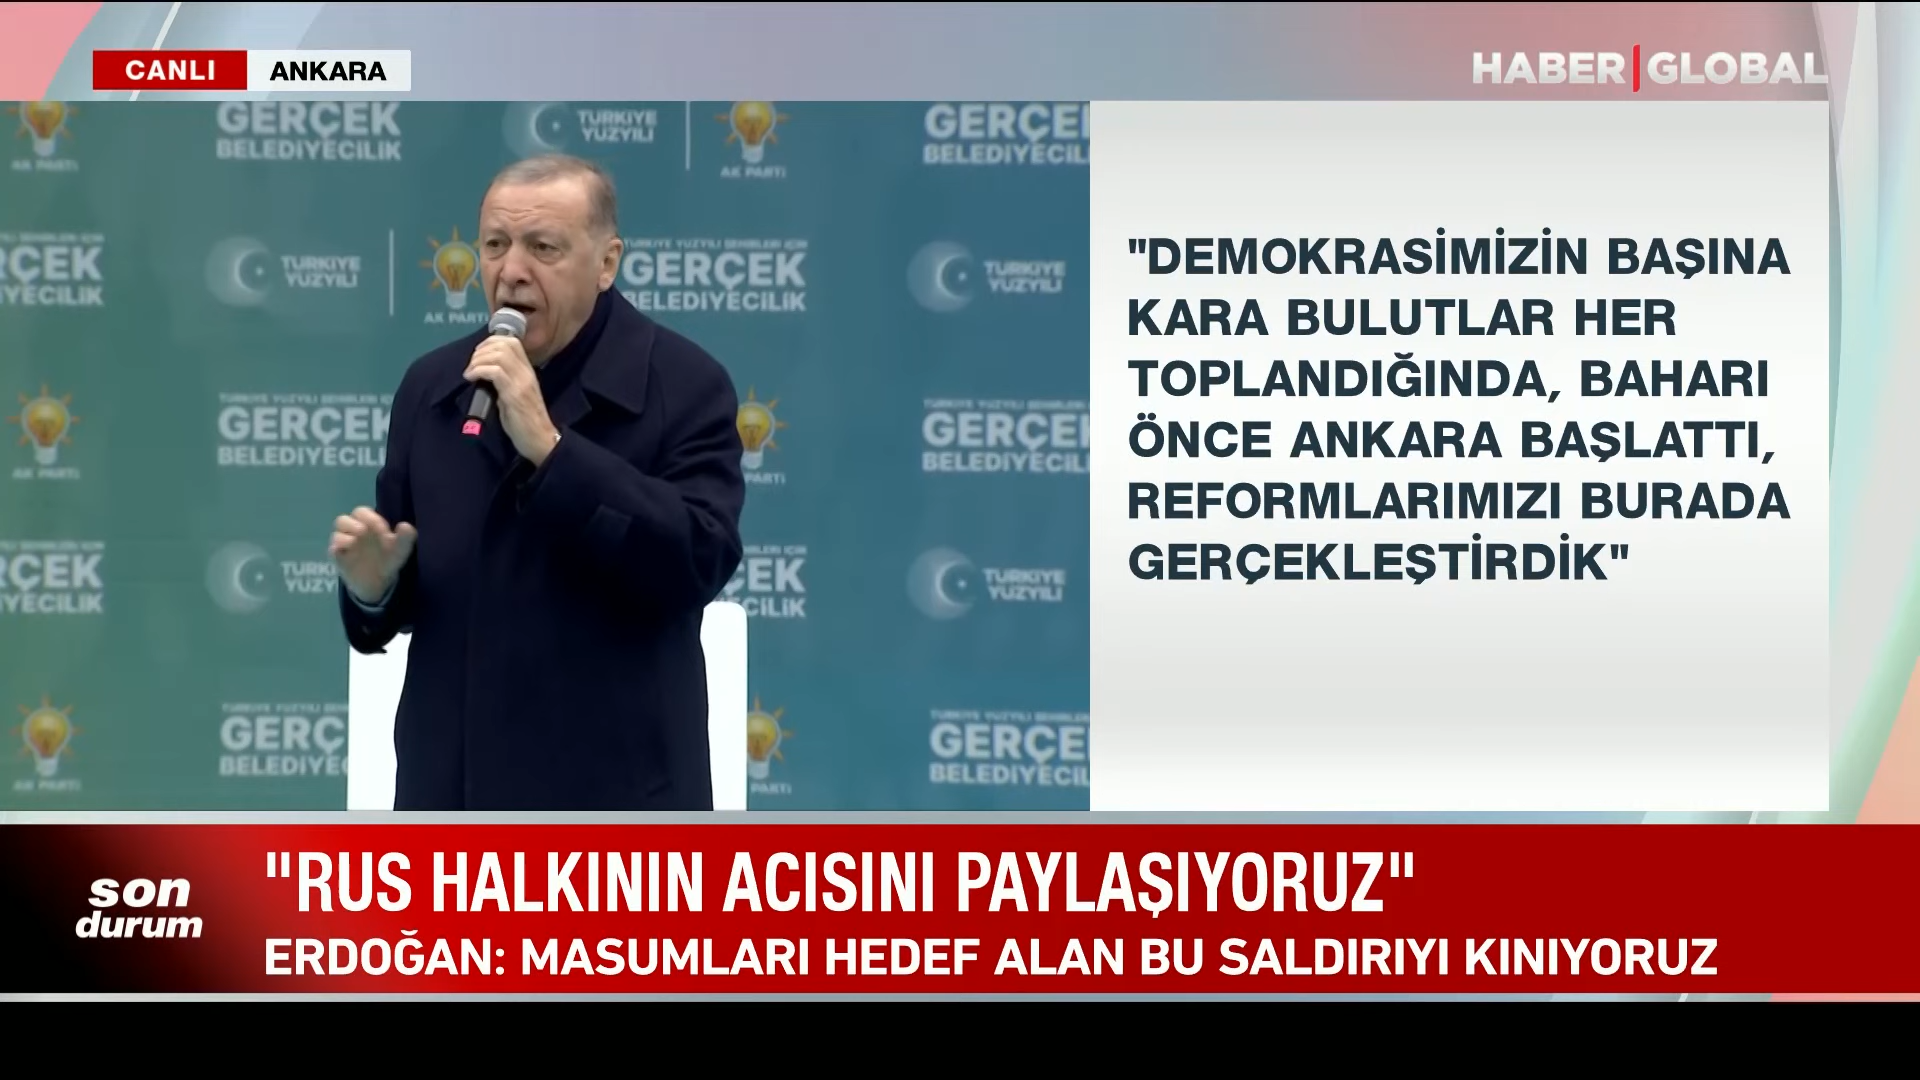 CANLI ANKARA
HABER GLOBAL
GERÇEK
BELEDİYECİLİK
TÜRKİYE
YÜZYILI
AK PARTİ
"DEMOKRASİMİZİN BAŞINA
KARA BULUTLAR HER
TOPLANDIĞINDA, BAHARI
ÖNCE ANKARA BAŞLATTI,
REFORMLARIMIZI BURADA
GERÇEKLEŞTİRDİK"
son
durum
"RUS HALKININ ACISINI PAYLAŞIYORUZ"
ERDOĞAN: MASUMLARI HEDEF ALAN BU SALDIRIYI KINIYORUZ